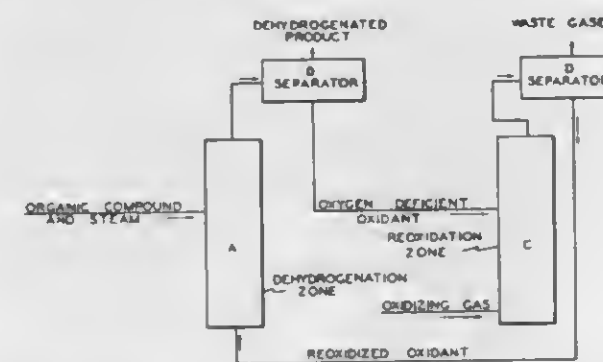 DEHYDROGENATED
PRODUCT
D
SEPARATOR
WASTE GASE
D
SEPARATOR
ORGANIC COMPOUND
AND STEAM
A
OXYGEN DEFICIENT
OXIDANT
REOXIDATION
ZONE
C
DEHYDROGENATION
ZONE
OXIDIZING GAS
REOXIDIZED OXIDANT